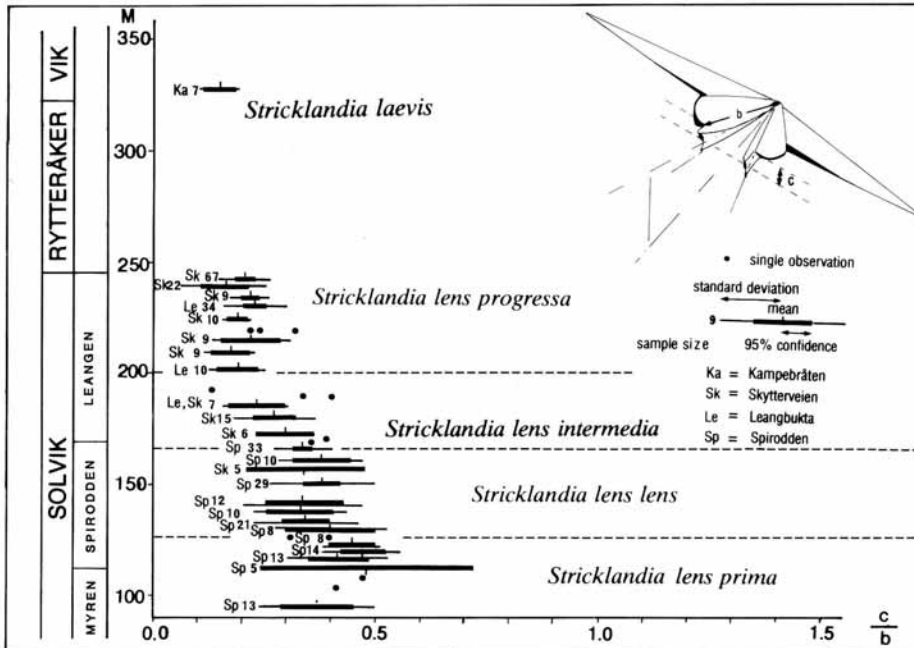 M
350
300
250
200
150
100
0.0
0.5
1.0
1.5
c
b
VIK
RYTTERÅKER
SOLVIK
LEANGEN
SPIRODDEN
MYREN
Ka 7
Stricklandia laevis
Sk 67
Sk22
Sk 9
Le 34
Sk 10
Stricklandia lens progressa
Sk 9
Sk 9
Le 10
Le,Sk 7
Sk15
Sk 6
Stricklandia lens intermedia
Sp 33
Sp 10
Sk 5
Sp 29
Stricklandia lens lens
Sp12
Sp 10
Sp 21
Sp 8
Sp 8
Sp14
Sp 13
Sp 5
Stricklandia lens prima
Sp 13
b
c
single observation
standard deviation
mean
9
sample size 95% confidence
Ka = Kampebråten
Sk = Skytterveien
Le = Leangbukta
Sp = Spirodden